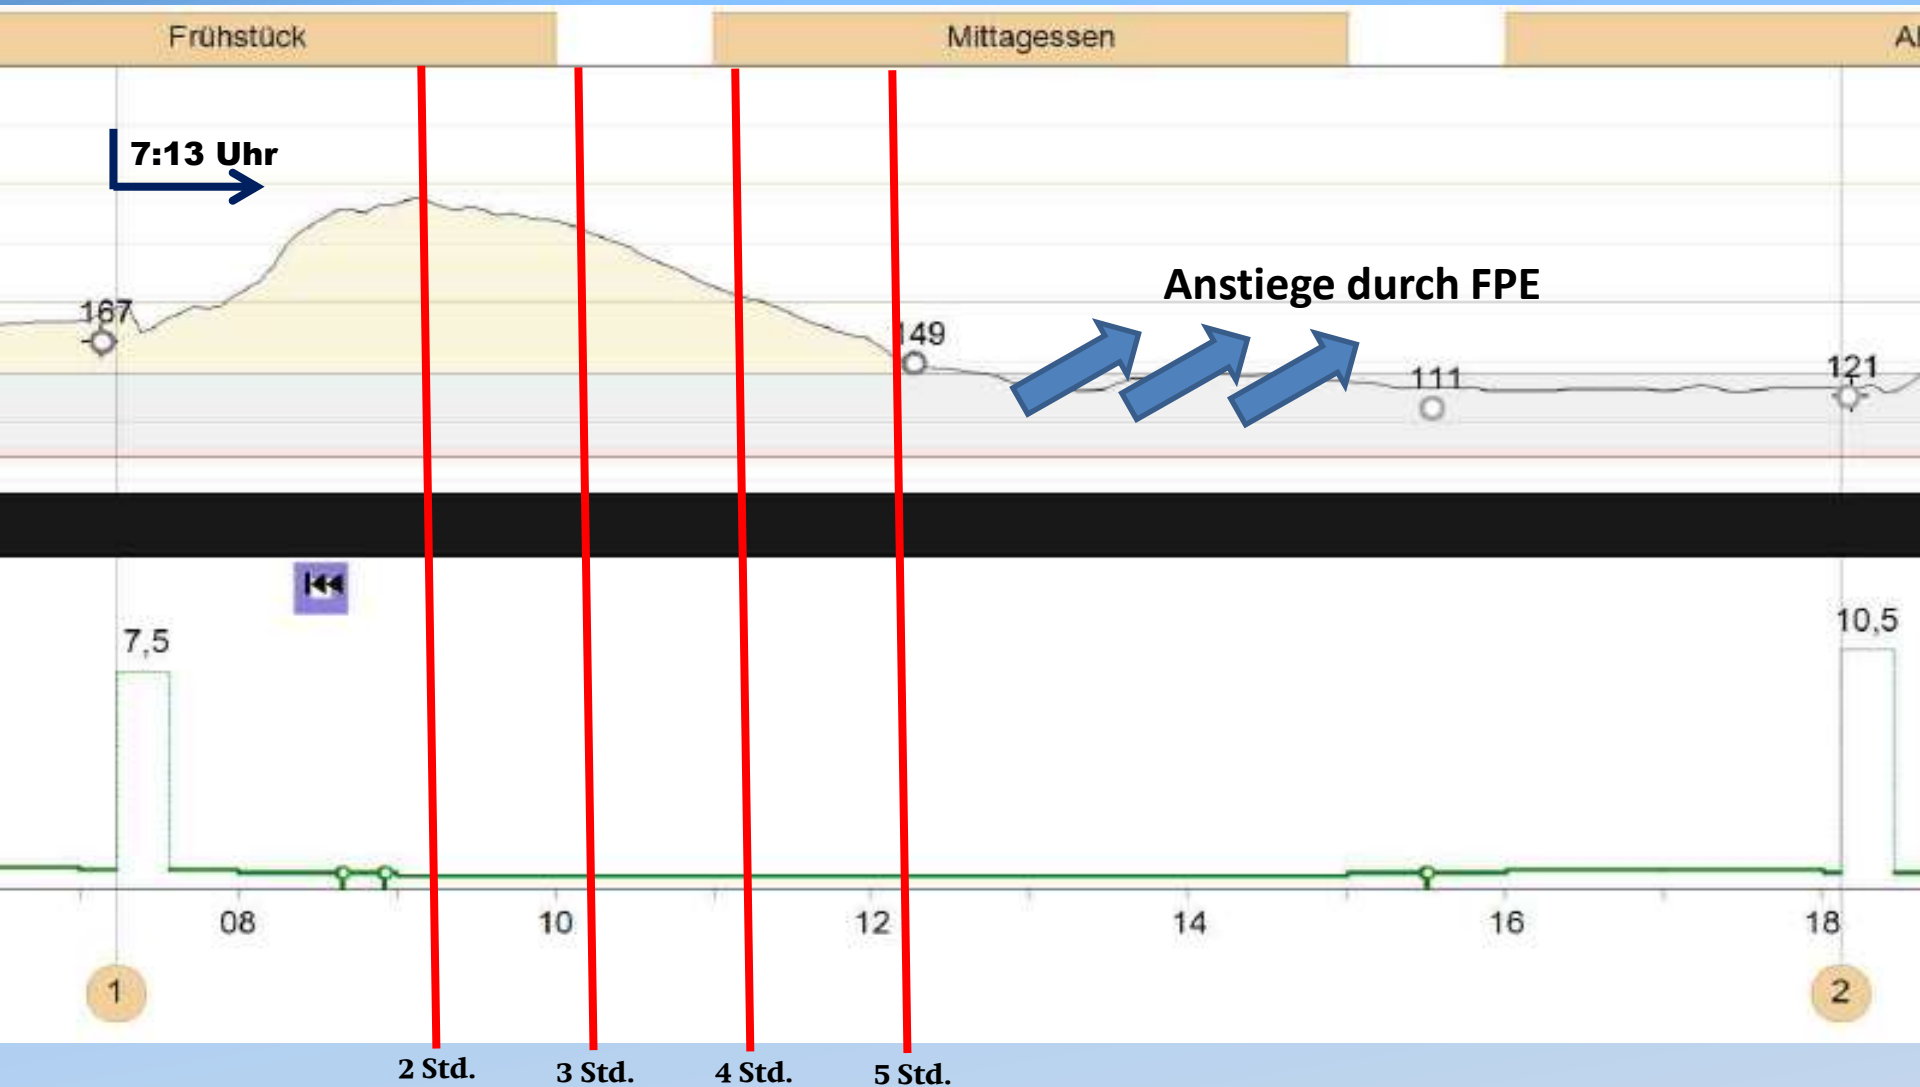 Frühstück
Mittagessen
7:13 Uhr
Anstiege durch FPE
167
149
111
121
7,5
10,5
08
10
12
14
16
18
1
2
2 Std.
3 Std.
4 Std.
5 Std.